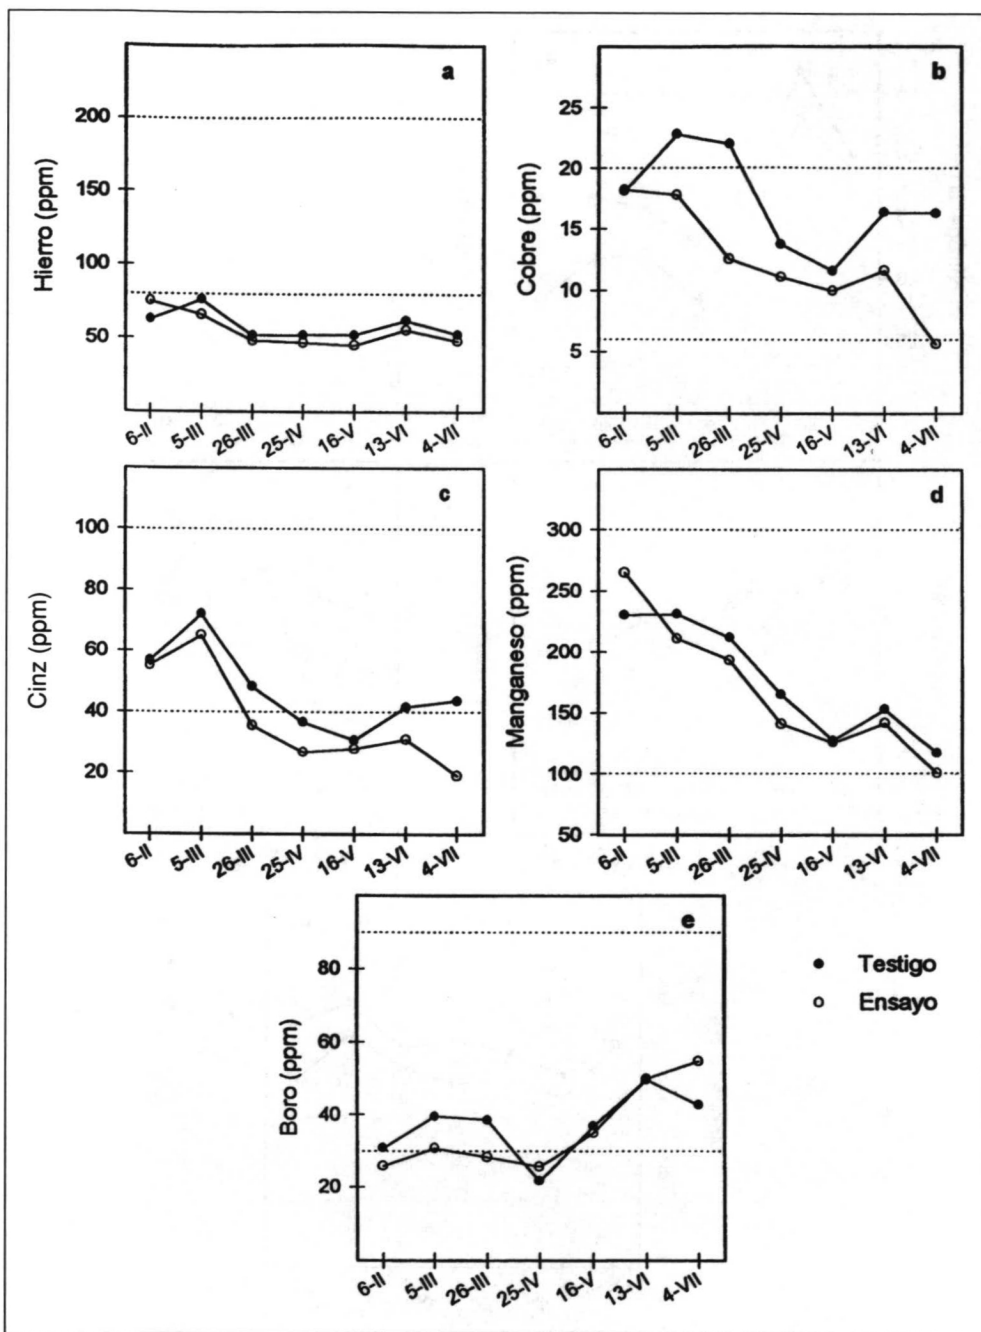 a
200
150
100
50
Hierro (ppm)
6-II 5-III 26-III 25-IV 16-V 13-VI 4-VII
b
25
20
15
10
5
Cobre (ppm)
6-II 5-III 26-III 25-IV 16-V 13-VI 4-VII
c
100
80
60
40
20
Cinz (ppm)
6-II 5-III 26-III 25-IV 16-V 13-VI 4-VII
d
300
250
200
150
100
50
Manganeso (ppm)
6-II 5-III 26-III 25-IV 16-V 13-VI 4-VII
e
80
60
40
20
Boro (ppm)
6-II 5-III 26-III 25-IV 16-V 13-VI 4-VII
Testigo
Ensayo